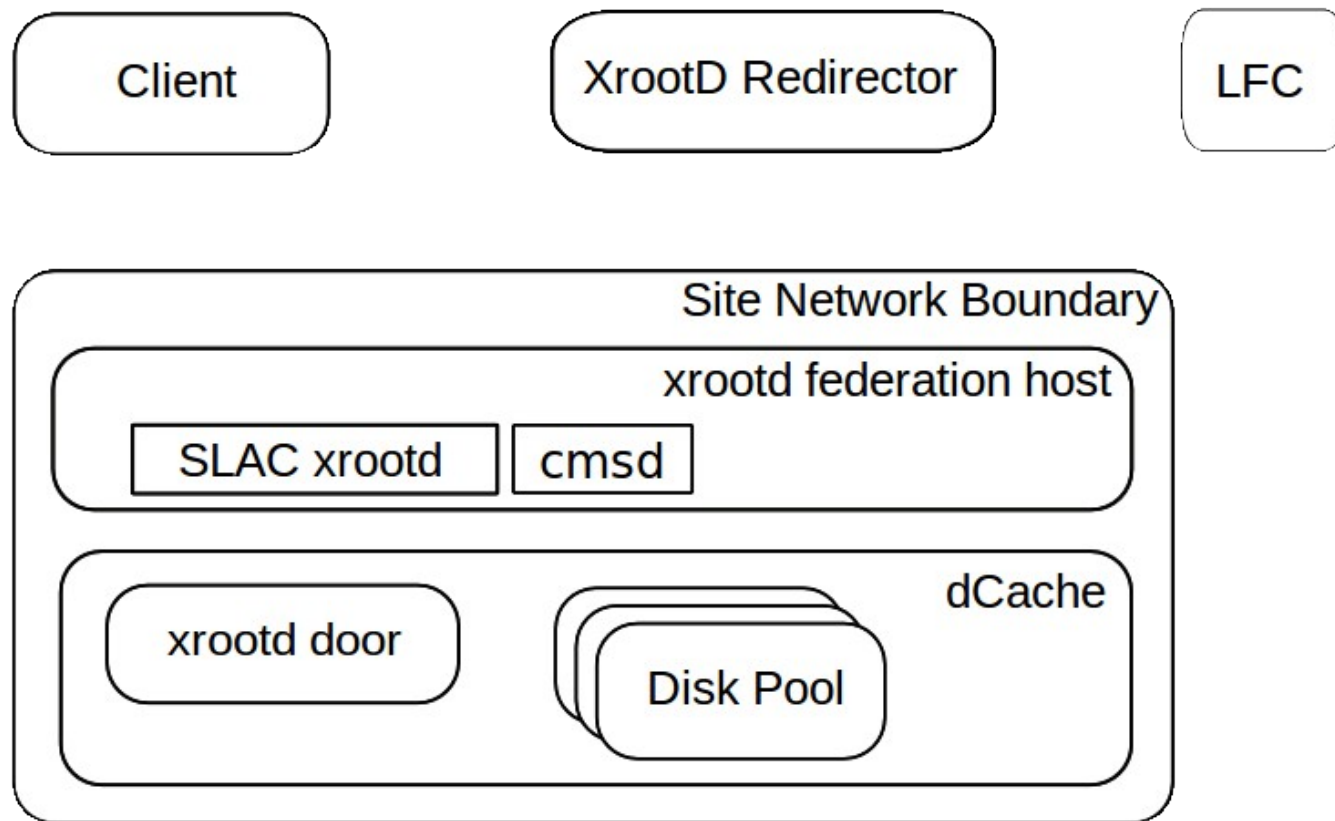 Client
XrootD Redirector
LFC
Site Network Boundary
xrootd federation host
SLAC xrootd
cmsd
dCache
xrootd door
Disk Pool